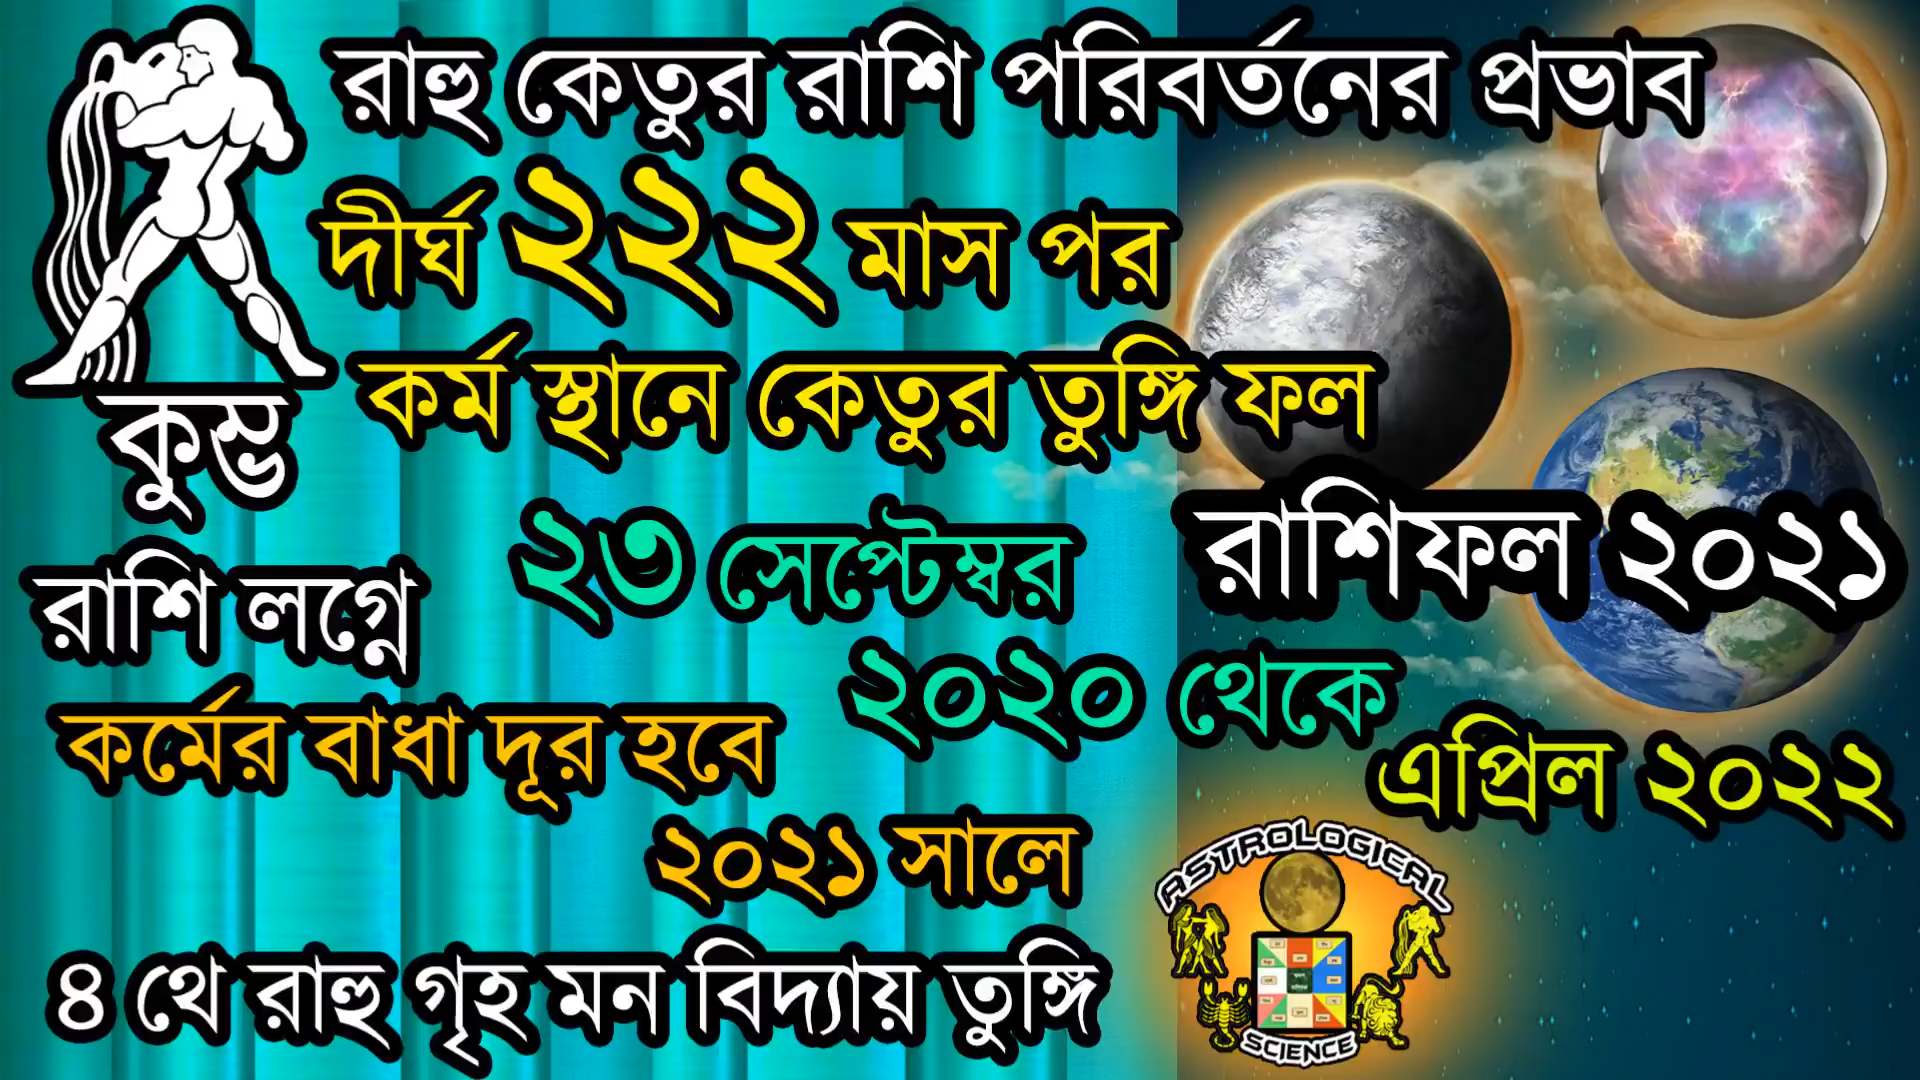 রাহু কেতুর রাশি পরিবর্তনের প্রভাব
দীর্ঘ ২২২ মাস পর
কর্ম স্থানে কেতুর তুঙ্গি ফল
কুম্ভ
রাশি লগ্নে
২৩ সেপ্টেম্বর
রাশিফল ২০২১
২০২০ থেকে
এপ্রিল ২০২২
কর্মের বাধা দূর হবে
২০২১ সালে
৪ থে রাহু গৃহ মন বিদ্যায় তুঙ্গি
ASTROLOGICAL
SCIENCE